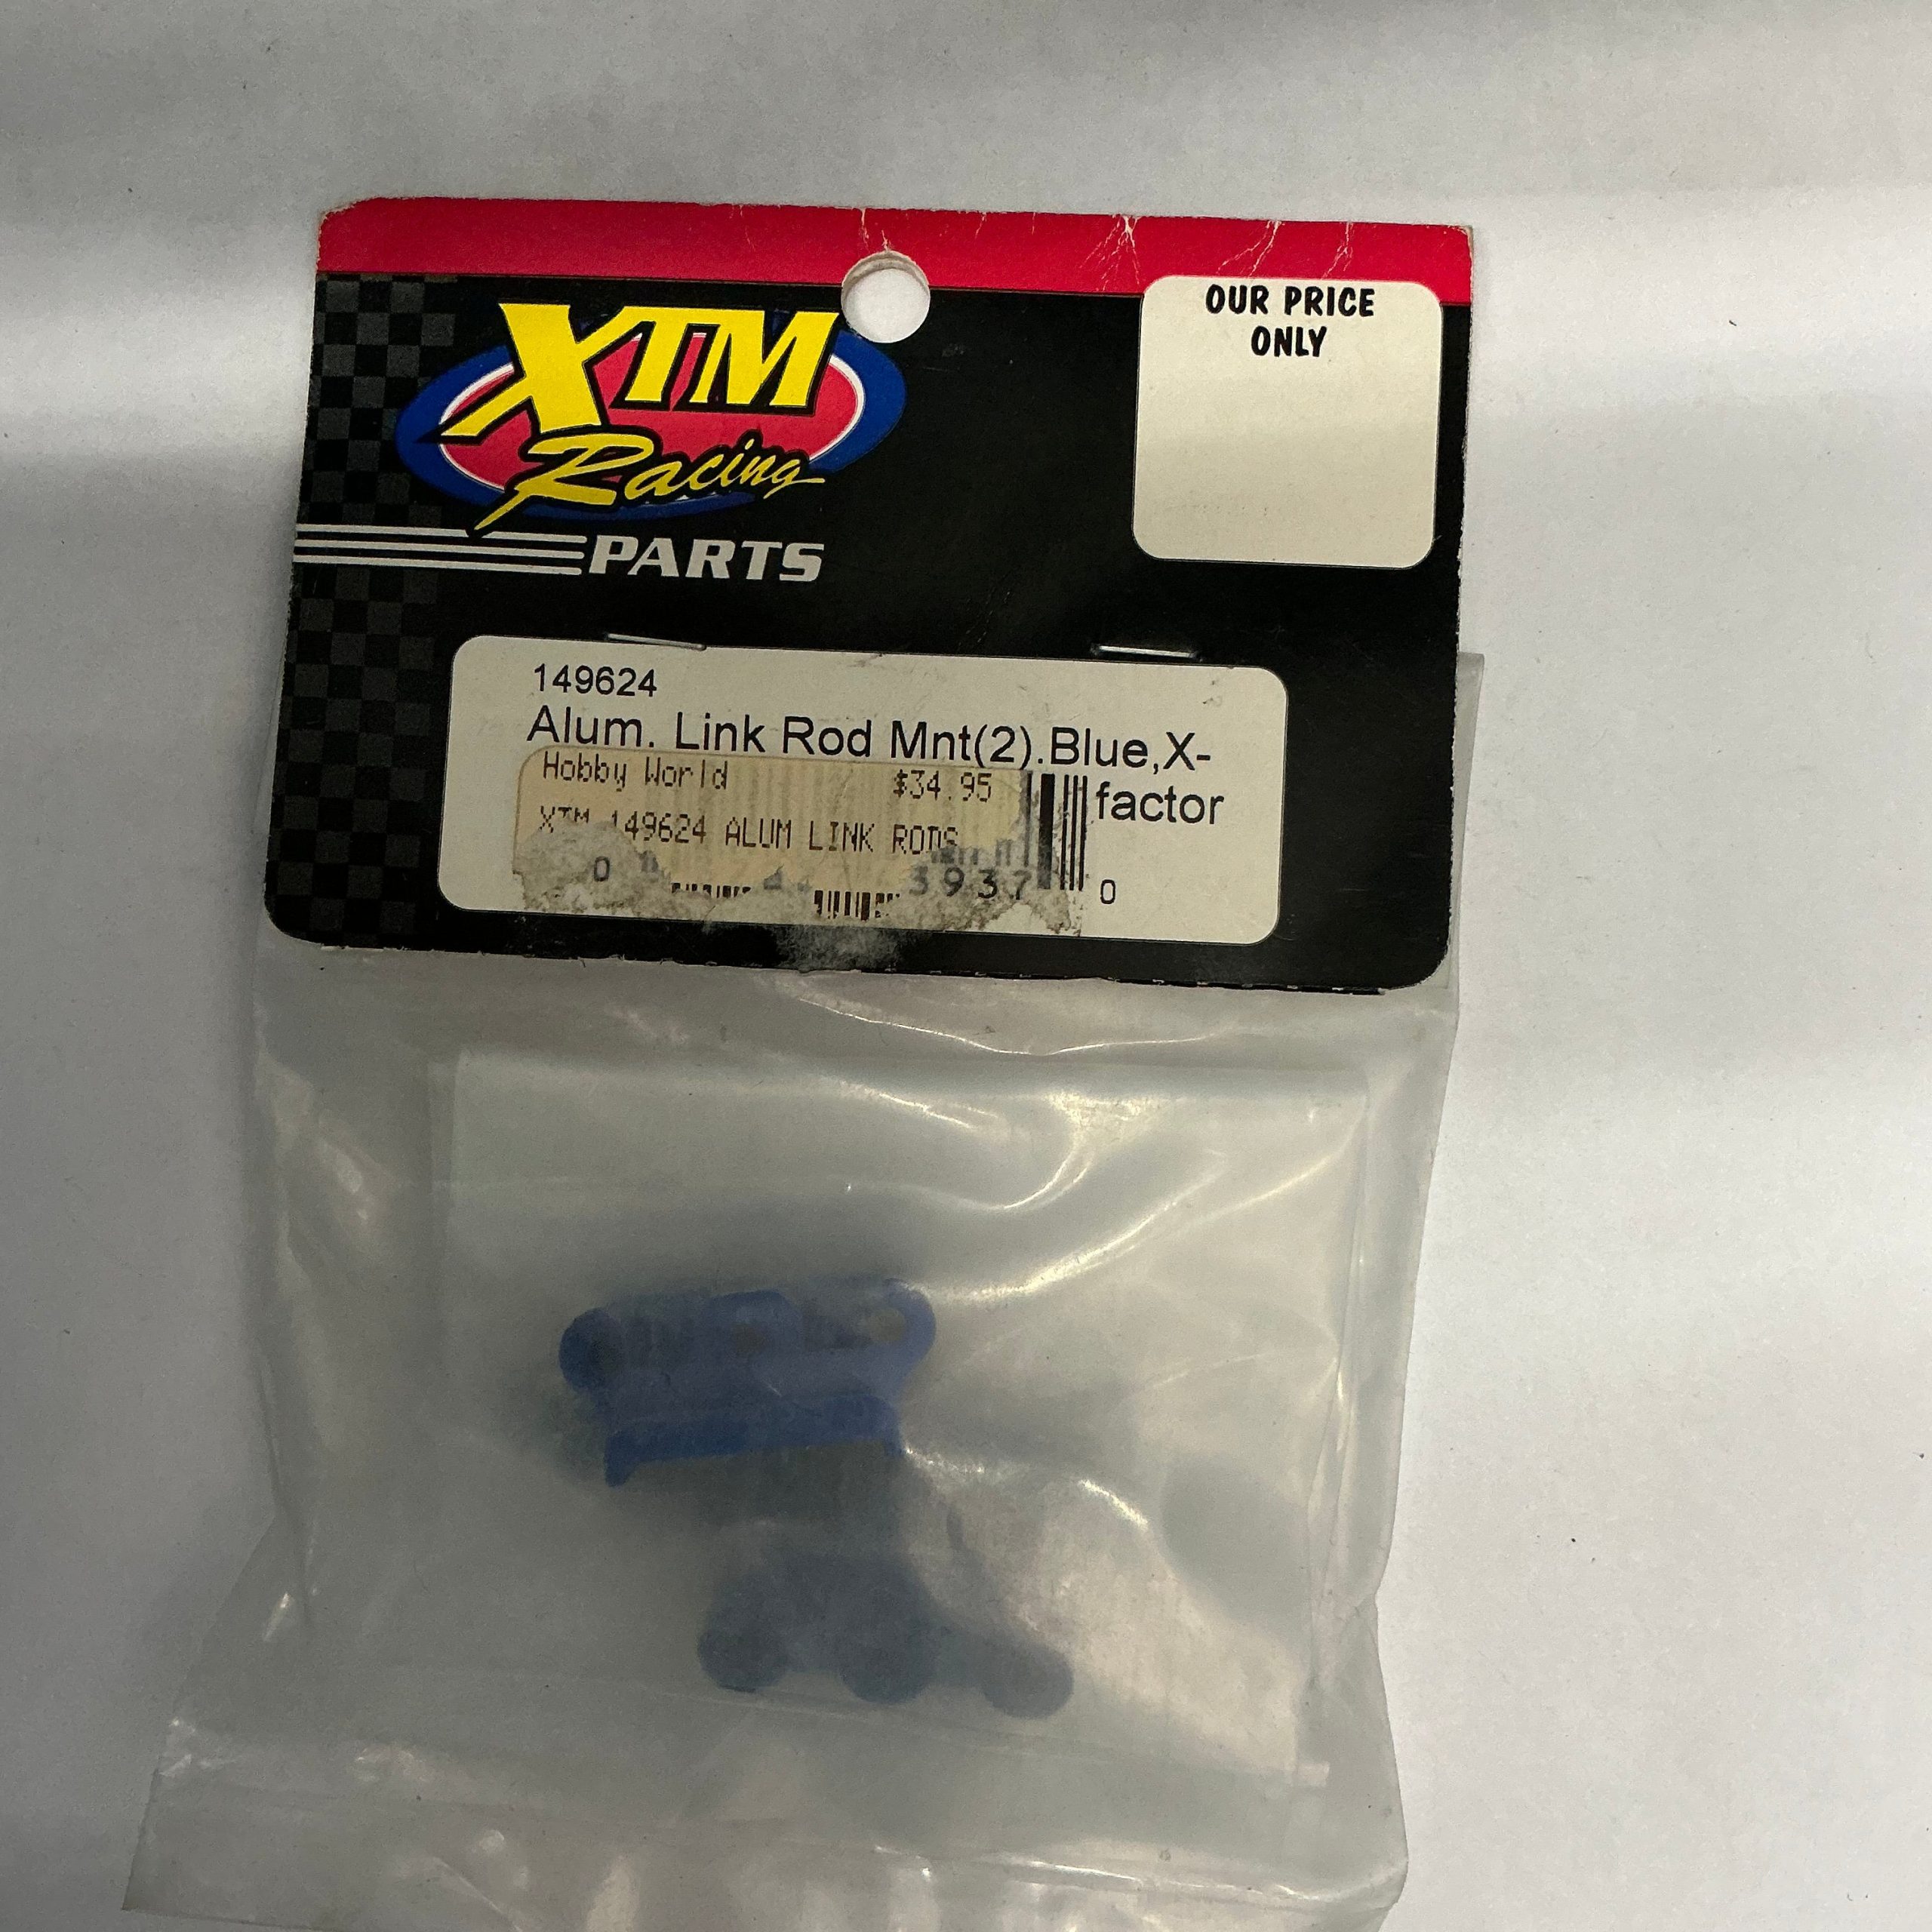 XTM
Racing
PARTS
OUR PRICE
ONLY
149624
Alum. Link Rod Mnt(2).Blue,X-
factor
Hobby World $34.95
XTM 149624 ALUM LINK RODS
0 3937 0